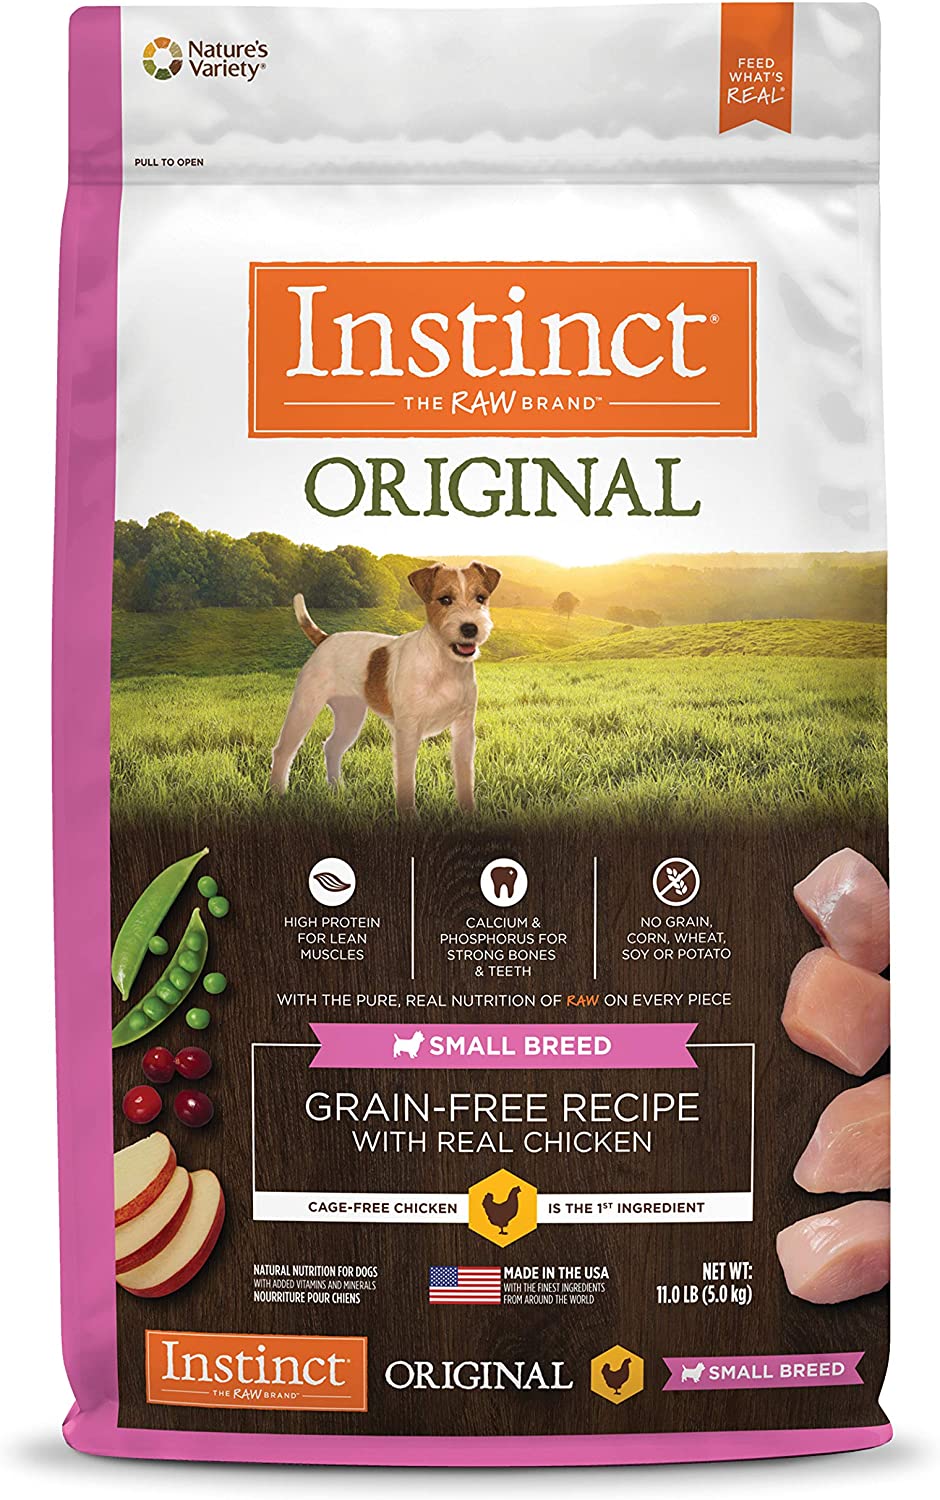 Nature's
Variety®
FEED
WHAT'S
REAL®
PULL TO OPEN
Instinct®
THE RAW BRAND™
ORIGINAL
HIGH PROTEIN
FOR LEAN
MUSCLES
CALCIUM &
PHOSPHORUS FOR
STRONG BONES
& TEETH
NO GRAIN,
CORN, WHEAT,
SOY OR POTATO
WITH THE PURE, REAL NUTRITION OF RAW ON EVERY PIECE
SMALL BREED
GRAIN-FREE RECIPE
WITH REAL CHICKEN
CAGE-FREE CHICKEN IS THE 1ST INGREDIENT
NATURAL NUTRITION FOR DOGS
WITH ADDED VITAMINS AND MINERALS
NOURRITURE POUR CHIENS
MADE IN THE USA
WITH THE FINEST INGREDIENTS
FROM AROUND THE WORLD
NET WT:
11.0 LB (5.0 kg)
Instinct®
THE RAW BRAND™
ORIGINAL
SMALL BREED